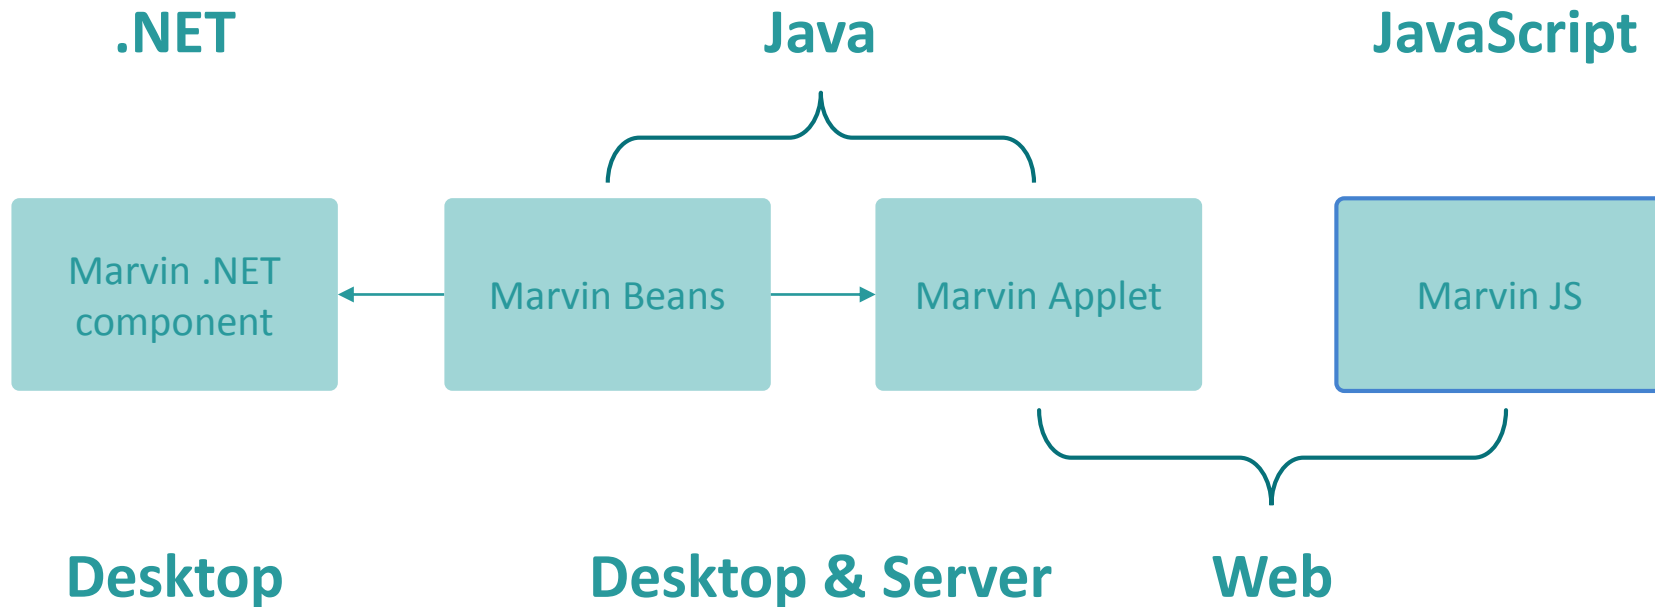 .NET
Java
JavaScript
Marvin .NET
component
Marvin Beans
Marvin Applet
Marvin JS
Desktop
Desktop & Server
Web